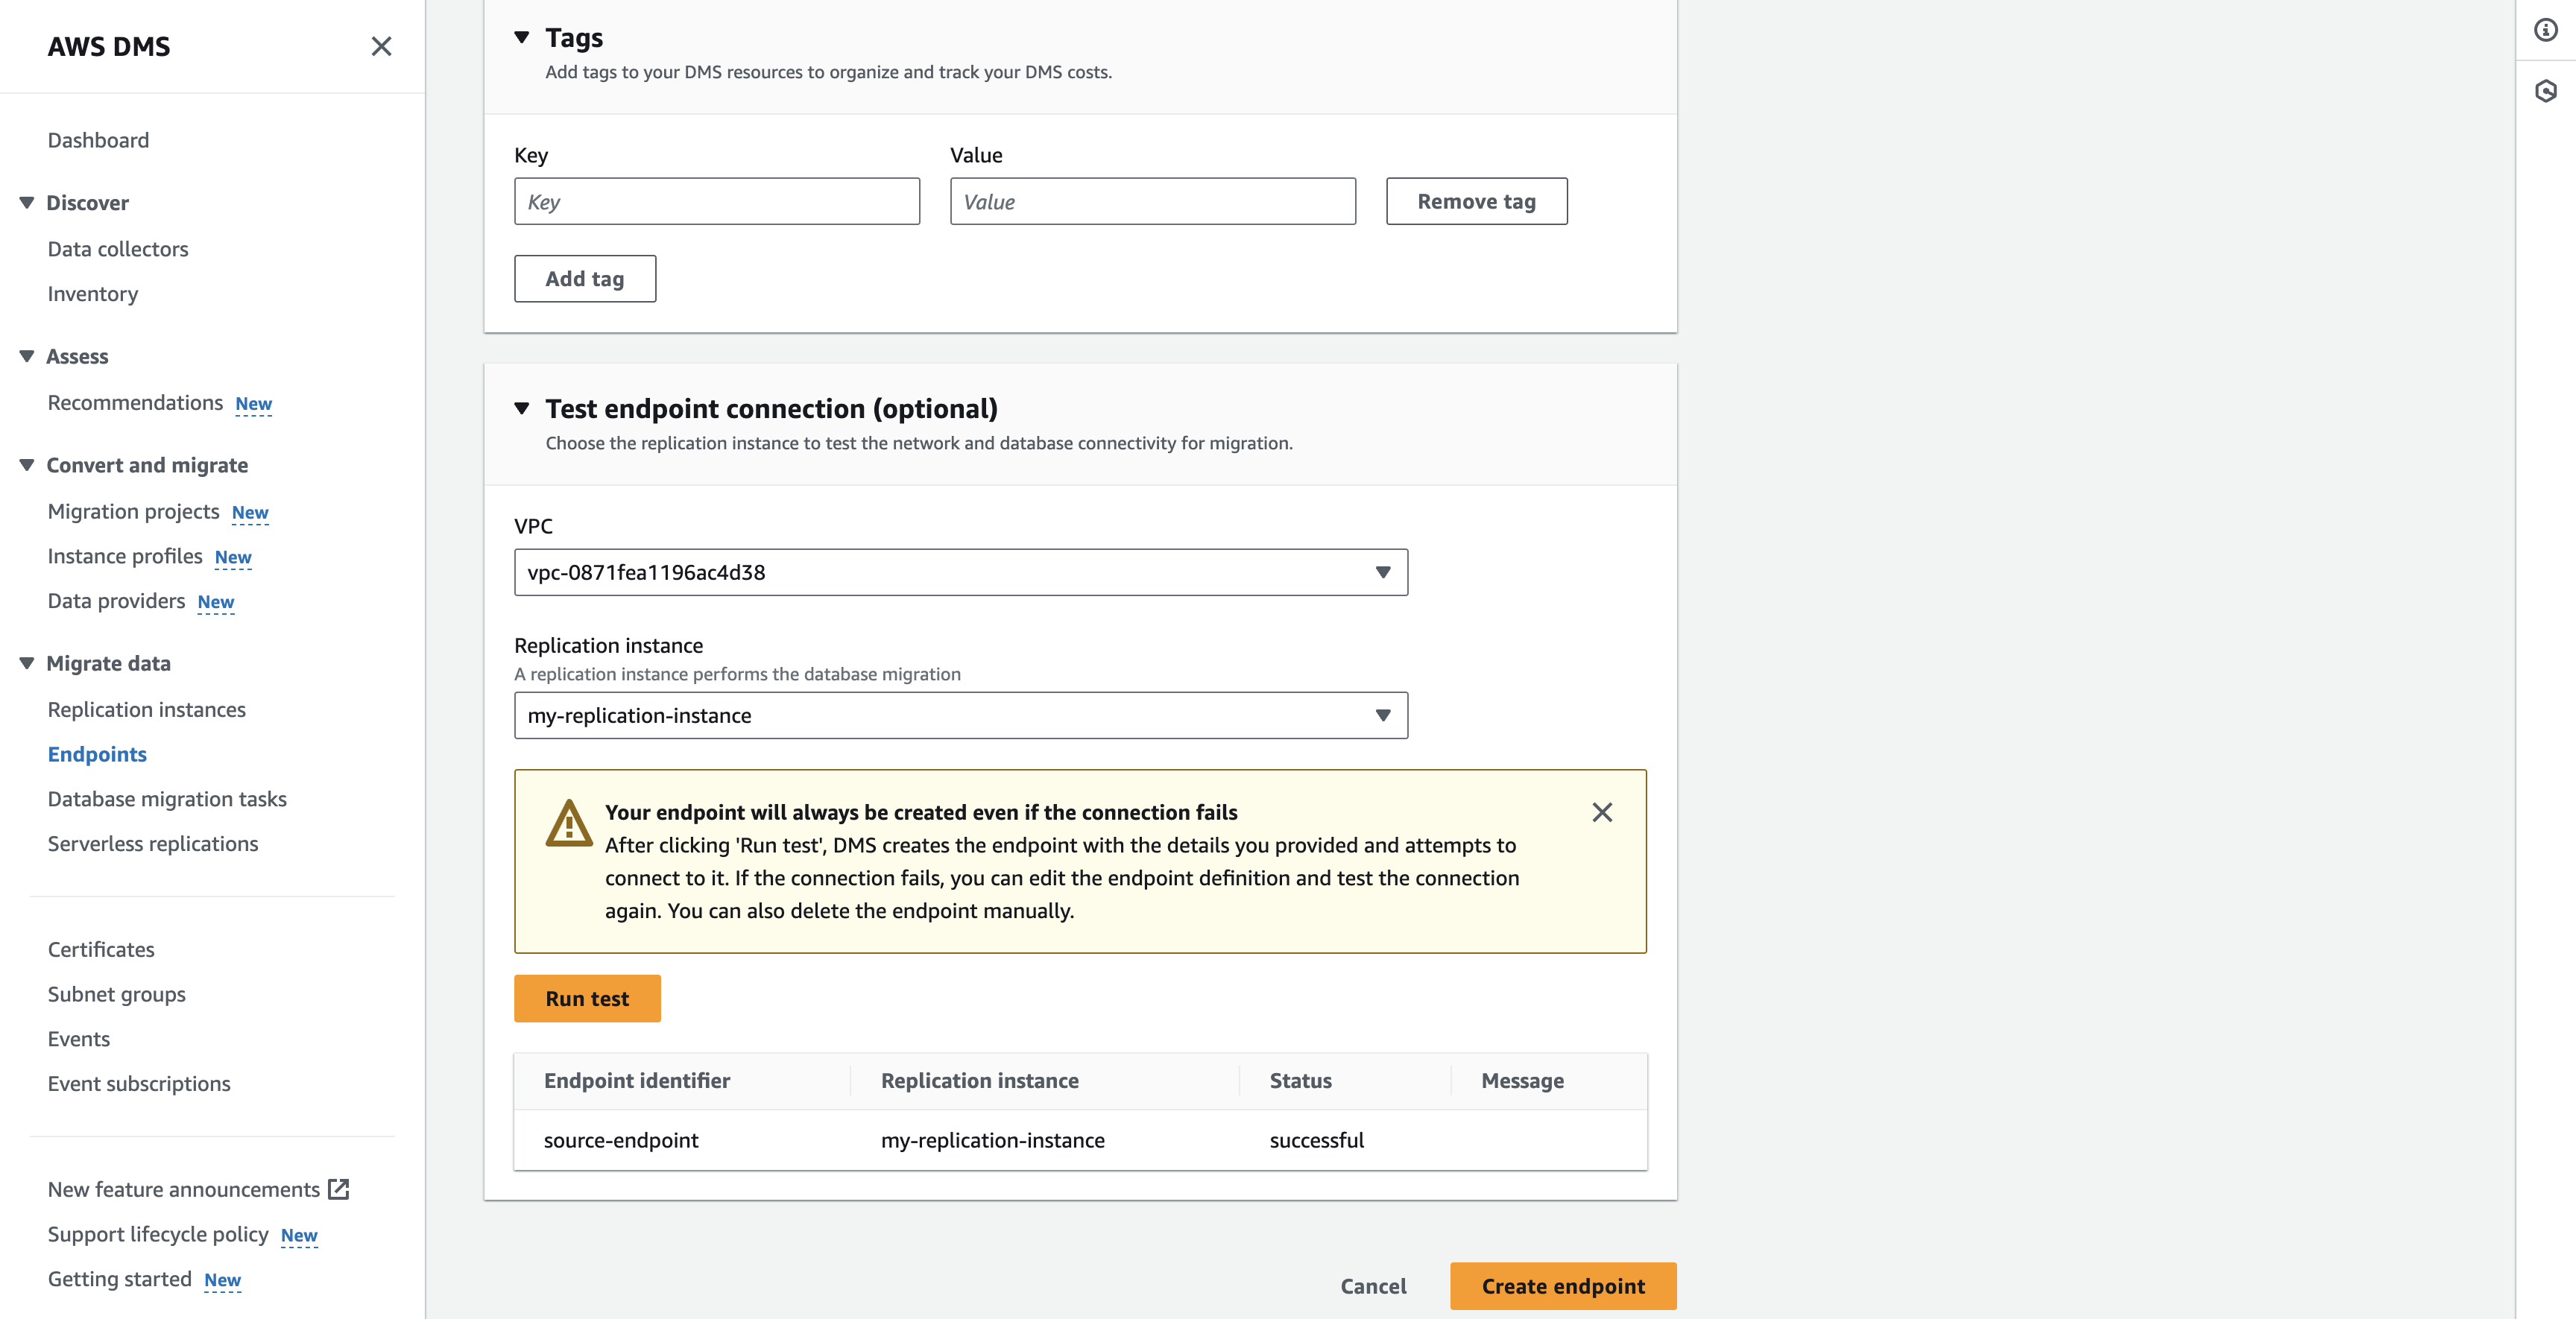 AWS DMS
Dashboard
Discover
Data collectors
Inventory
Assess
Recommendations New
Convert and migrate
Migration projects New
Instance profiles New
Data providers New
Migrate data
Replication instances
Endpoints
Database migration tasks
Serverless replications
Certificates
Subnet groups
Events
Event subscriptions
New feature announcements
Support lifecycle policy New
Getting started New
Tags
Add tags to your DMS resources to organize and track your DMS costs.
Key Value
Key Value Remove tag
Add tag
Test endpoint connection (optional)
Choose the replication instance to test the network and database connectivity for migration.
VPC
vpc-0871fea1196ac4d38
Replication instance
A replication instance performs the database migration
my-replication-instance
Your endpoint will always be created even if the connection fails
After clicking 'Run test', DMS creates the endpoint with the details you provided and attempts to
connect to it. If the connection fails, you can edit the endpoint definition and test the connection
again. You can also delete the endpoint manually.
Run test
Endpoint identifier Replication instance Status Message
source-endpoint my-replication-instance successful
Cancel Create endpoint